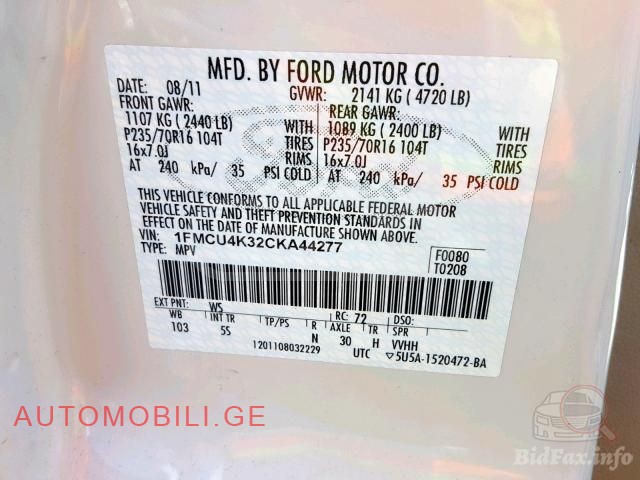 MFD. BY FORD MOTOR CO.
DATE: 08/11 GVWR: 2141 KG ( 4720 LB)
FRONT GAWR: REAR GAWR:
1107 KG ( 2440 LB) WITH 1089 KG ( 2400 LB) WITH
P235/70R16 104T TIRES P235/70R16 104T TIRES
16x7.0J RIMS 16x7.0J RIMS
AT 240 kPa/ 35 PSI COLD AT 240 kPa/ 35 PSI COLD
THIS VEHICLE CONFORMS TO ALL APPLICABLE FEDERAL MOTOR
VEHICLE SAFETY AND THEFT PREVENTION STANDARDS IN
EFFECT ON THE DATE OF MANUFACTURE SHOWN ABOVE.
VIN: 1FMCU4K32CKA44277
TYPE: MPV
F0080
T0208
EXT PNT: WS RC: 72 DSO:
WB INT TR TP/PS R AXLE TR SPR
103 5S N 30 H VVHH
1201108032229 UTC ▽5U5A-1520472-BA
AUTOMOBILI.GE
BidFax.info